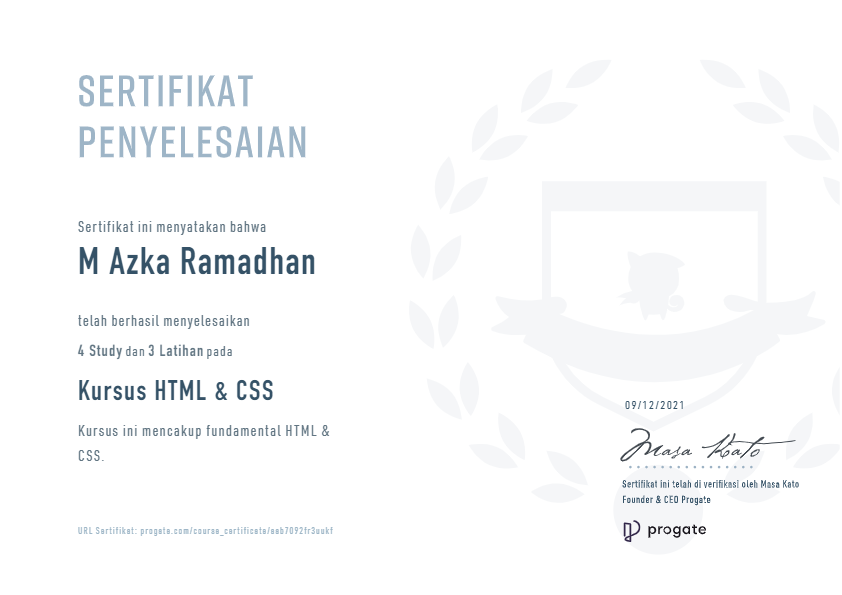 SERTIFIKAT
PENYELESAIAN
Sertifikat ini menyatakan bahwa
M Azka Ramadhan
telah berhasil menyelesaikan
4 Study dan 3 Latihan pada
Kursus HTML & CSS
Kursus ini mencakup fundamental HTML &
CSS.
09/12/2021
Masa Kato
Sertifikat ini telah di verifikasi oleh Masa Kato
Founder & CEO Progate
URL Sertifikat: progate.com/course_certificate/eab7092fr3uukf
progate